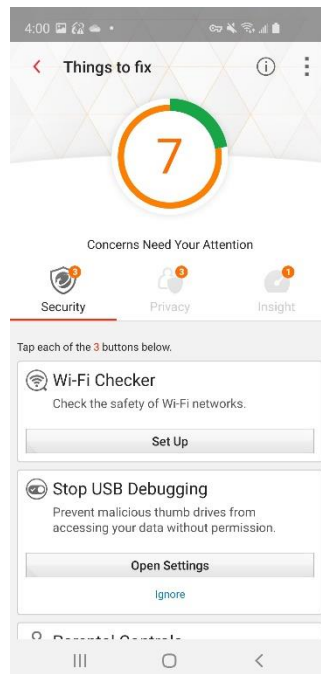 4:00
Things to fix
7
Concerns Need Your Attention
3
3
1
Security
Privacy
Insight
Tap each of the 3 buttons below.
Wi-Fi Checker
Check the safety of Wi-Fi networks.
Set Up
Stop USB Debugging
Prevent malicious thumb drives from
accessing your data without permission.
Open Settings
Ignore
Parental Controls